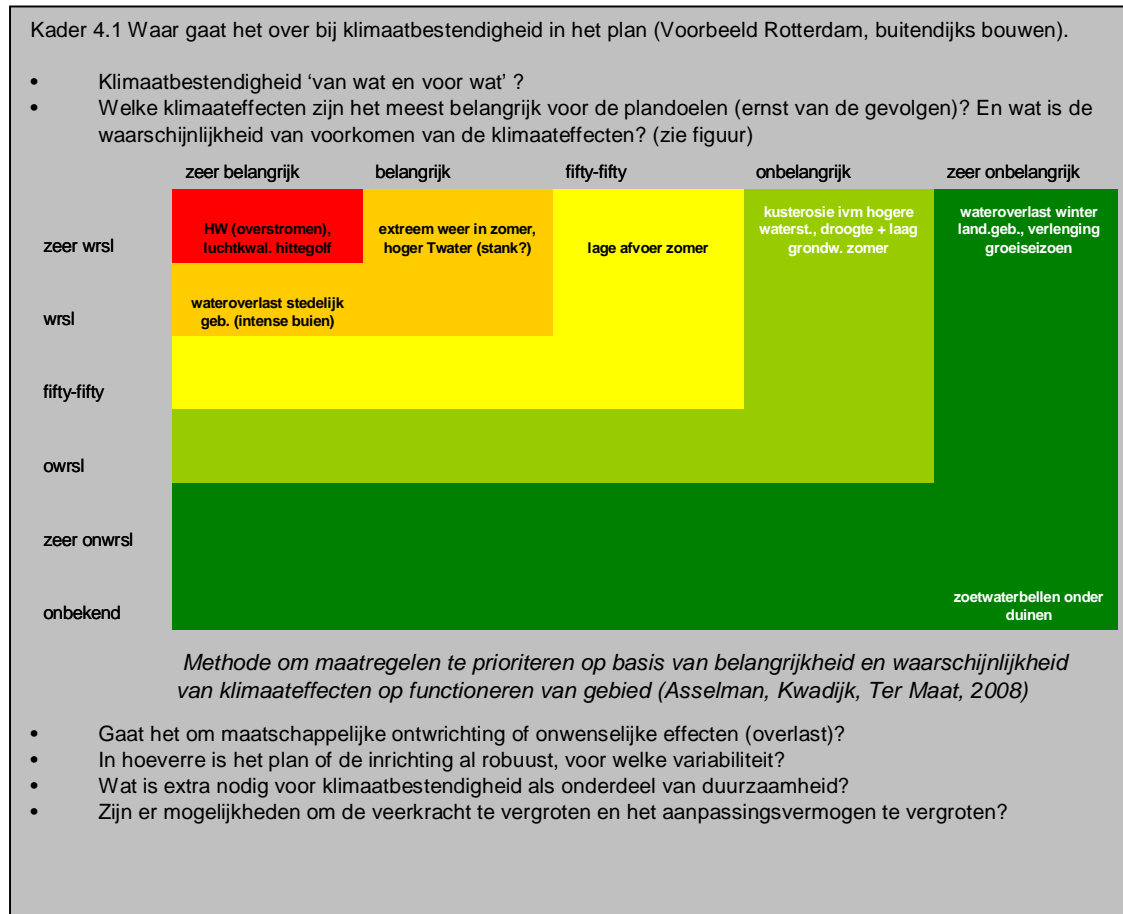 Kader 4.1 Waar gaat het over bij klimaatbestendigheid in het plan (Voorbeeld Rotterdam, buitendijks bouwen).
• Klimaatbestendigheid ‘van wat en voor wat’ ?
• Welke klimaateffecten zijn het meest belangrijk voor de plandoelen (ernst van de gevolgen)? En wat is de
waarschijnlijkheid van voorkomen van de klimaateffecten? (zie figuur)
zeer belangrijk belangrijk fifty-fifty onbelangrijk zeer onbelangrijk
zeer wrsl
HW (overstromen),
luchtkwal. hittegolf
extreem weer in zomer,
hoger Twater (stank?)
lage afvoer zomer
kusterosie ivm hogere
waterst., droogte + laag
grondw. zomer
wateroverlast winter
land.geb., verlenging
groeiseizoen
wrsl
wateroverlast stedelijk
geb. (intense buien)
fifty-fifty
owrsl
zeer onwrsl
onbekend
zoetwaterbellen onder
duinen
Methode om maatregelen te prioriteren op basis van belangrijkheid en waarschijnlijkheid
van klimaateffecten op functioneren van gebied (Asselman, Kwadijk, Ter Maat, 2008)
• Gaat het om maatschappelijke ontwrichting of onwenselijke effecten (overlast)?
• In hoeverre is het plan of de inrichting al robuust, voor welke variabiliteit?
• Wat is extra nodig voor klimaatbestendigheid als onderdeel van duurzaamheid?
• Zijn er mogelijkheden om de veerkracht te vergroten en het aanpassingsvermogen te vergroten?